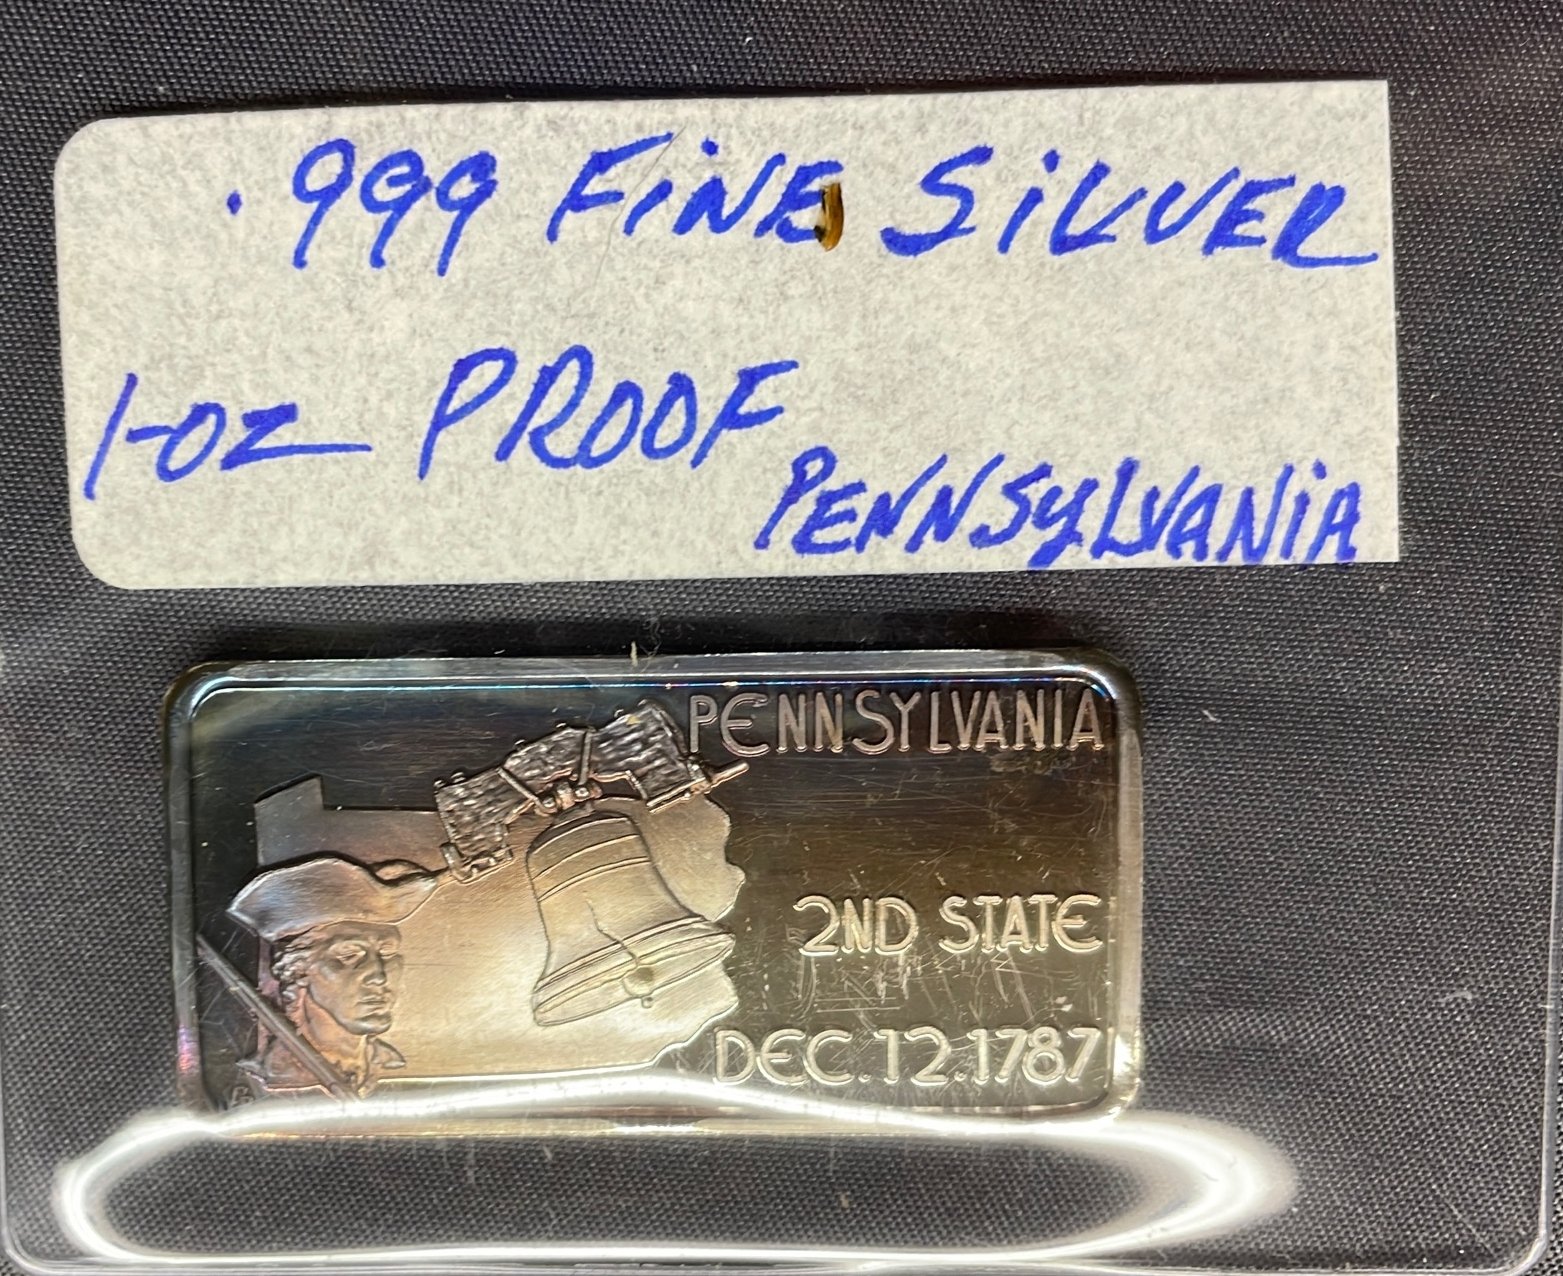 .999 FiNE SiLVER
1-OZ PROOF
PENNSYLVANiA
PENNSYLVANIA
2ND STATE
DEC.12.1787